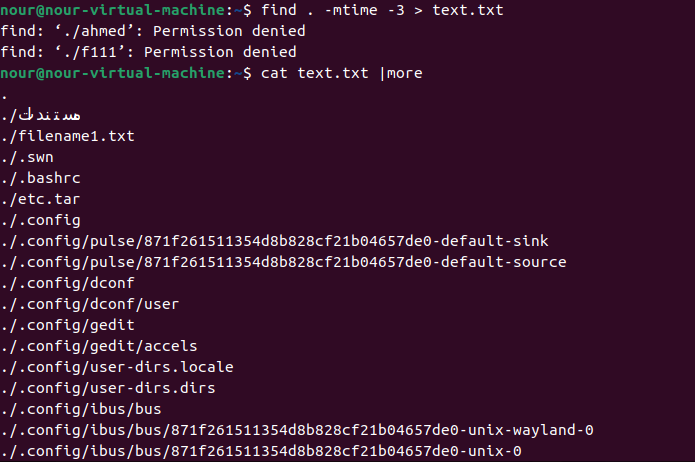 nour@nour-virtual-machine:~$ find . -mtime -3 > text.txt
find: ‘./ahmed’: Permission denied
find: ‘./f111’: Permission denied
nour@nour-virtual-machine:~$ cat text.txt |more
.
./مستندات
./filename1.txt
./.swn
./.bashrc
./etc.tar
./.config
./.config/pulse/871f261511354d8b828cf21b04657de0-default-sink
./.config/pulse/871f261511354d8b828cf21b04657de0-default-source
./.config/dconf
./.config/dconf/user
./.config/gedit
./.config/gedit/accels
./.config/user-dirs.locale
./.config/user-dirs.dirs
./.config/ibus/bus
./.config/ibus/bus/871f261511354d8b828cf21b04657de0-unix-wayland-0
./.config/ibus/bus/871f261511354d8b828cf21b04657de0-unix-0